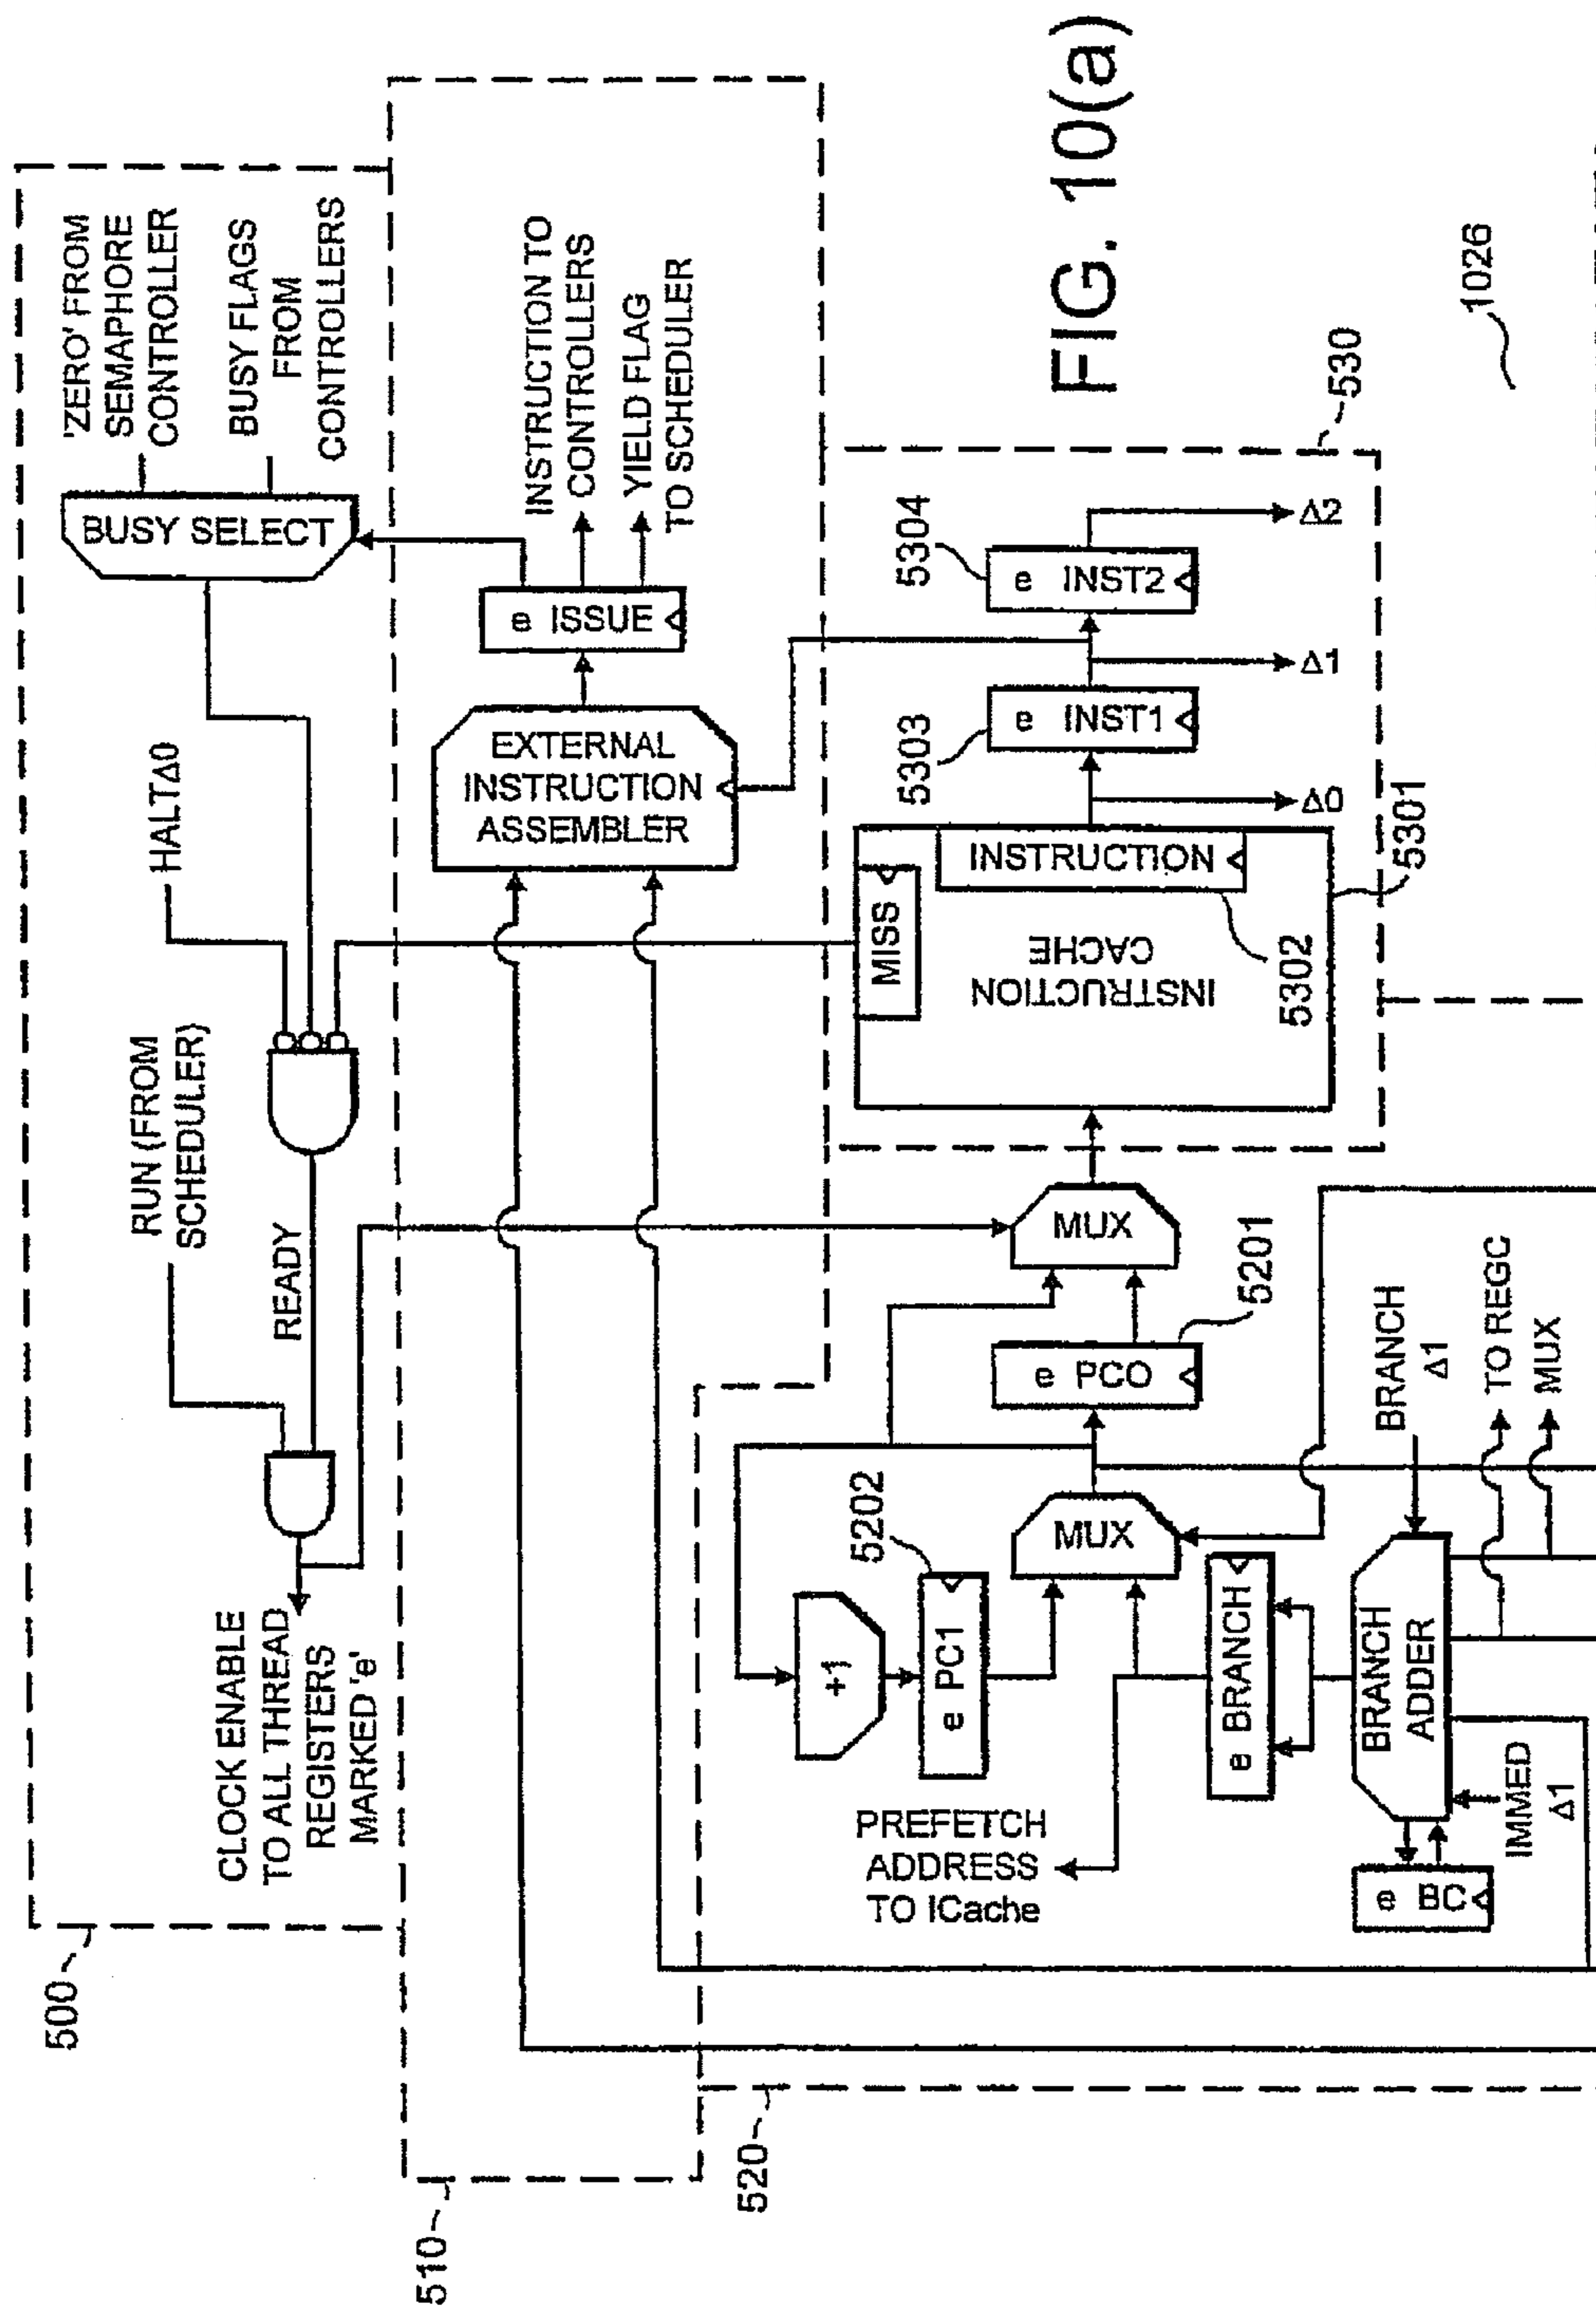 500
CLOCK ENABLE
TO ALL THREAD
REGISTERS
MARKED 'e'
RUN (FROM
SCHEDULER)
READY
HALTΔ0
BUSY SELECT
'ZERO' FROM
SEMAPHORE
CONTROLLER
BUSY FLAGS
FROM
CONTROLLERS
510
EXTERNAL
INSTRUCTION
ASSEMBLER
e ISSUE
INSTRUCTION TO
CONTROLLERS
YIELD FLAG
TO SCHEDULER
520
+1
e PC1
5202
MUX
e PCO
5201
MUX
PREFETCH
ADDRESS
TO ICache
e BRANCH
BRANCH
ADDER
e BC
IMMED
Δ1
BRANCH
Δ1
TO REGC
MUX
530
MISS
INSTRUCTION
CACHE
INSTRUCTION
5302
5301
5303
e INST1
5304
e INST2
Δ0
Δ1
Δ2
1026
FIG. 10(a)